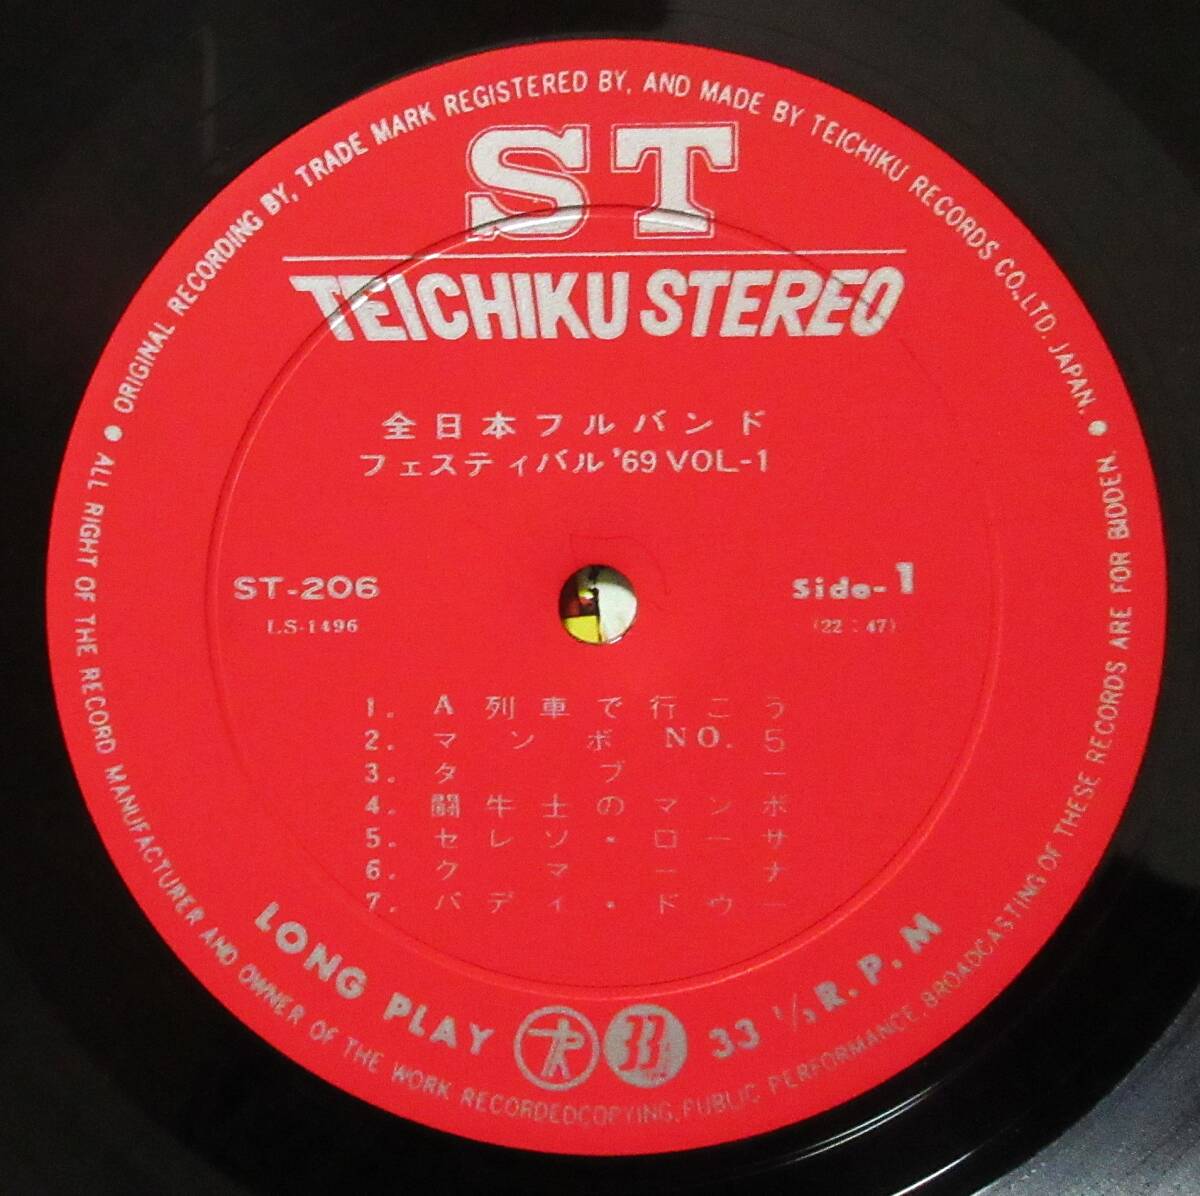 ORIGINAL RECORDING BY, TRADE MARK REGISTERED BY, AND MADE BY TEICHIKU RECORDS CO., LTD. JAPAN.
ST
TEICHIKU STEREO
全日本フルバンド
フェスティバル '69 VOL-1
ST-206
LS-1496
Side-1
(22:47)
1. A列車で行こう
2. マンボ NO. 5
3. タブー
4. 闘牛士のマンボ
5. セレソ・ローサ
6. クマーナ
7. バディ・ドゥー
LONG PLAY
33
33 1/3 R.P.M
ALL RIGHT OF THE RECORD MANUFACTURER AND OWNER OF THE WORK RECORDEDCOPYING, PUBLIC PERFORMANCE, BROADCASTING OF THESE RECORDS ARE FOR BIDDEN.